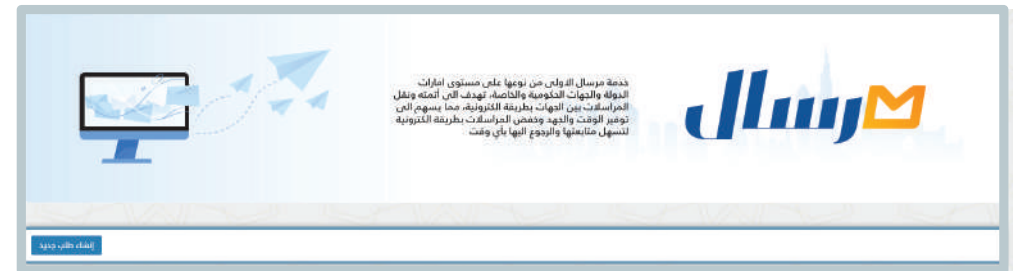 مرسال
خدمة مرسال الاولى من نوعها على مستوى امارات
الدولة والجهات الحكومية والخاصة، تهدف الى أتمته ونقل
المراسلات بين الجهات بطريقة الكترونية، مما يسهم الى
توفير الوقت والجهد وخفض المراسلات بطريقة الكترونية
لتسهل متابعتها والرجوع اليها بأي وقت
إنشاء طلب جديد